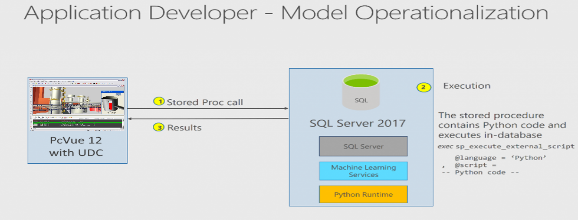 Application Developer - Model Operationalization
1 Stored Proc call
3 Results
PcVue 12
with UDC
SQL
SQL Server 2017
SQL Server
Machine Learning
Services
Python Runtime
2 Execution
The stored procedure
contains Python code and
executes in-database
exec sp_execute_external_script
@language = 'Python'
, @script =
-- Python code --